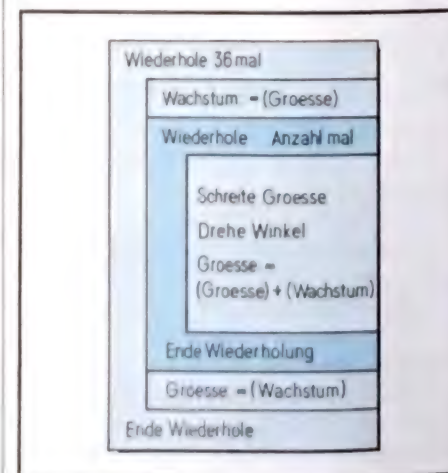 Wiederhole 36 mal
Wachstum = (Groesse)
Wiederhole Anzahl mal
Schreite Groesse
Drehe Winkel
Groesse =
(Groesse) + (Wachstum)
Ende Wiederholung
Groesse = (Wachstum)
Ende Wiederhole